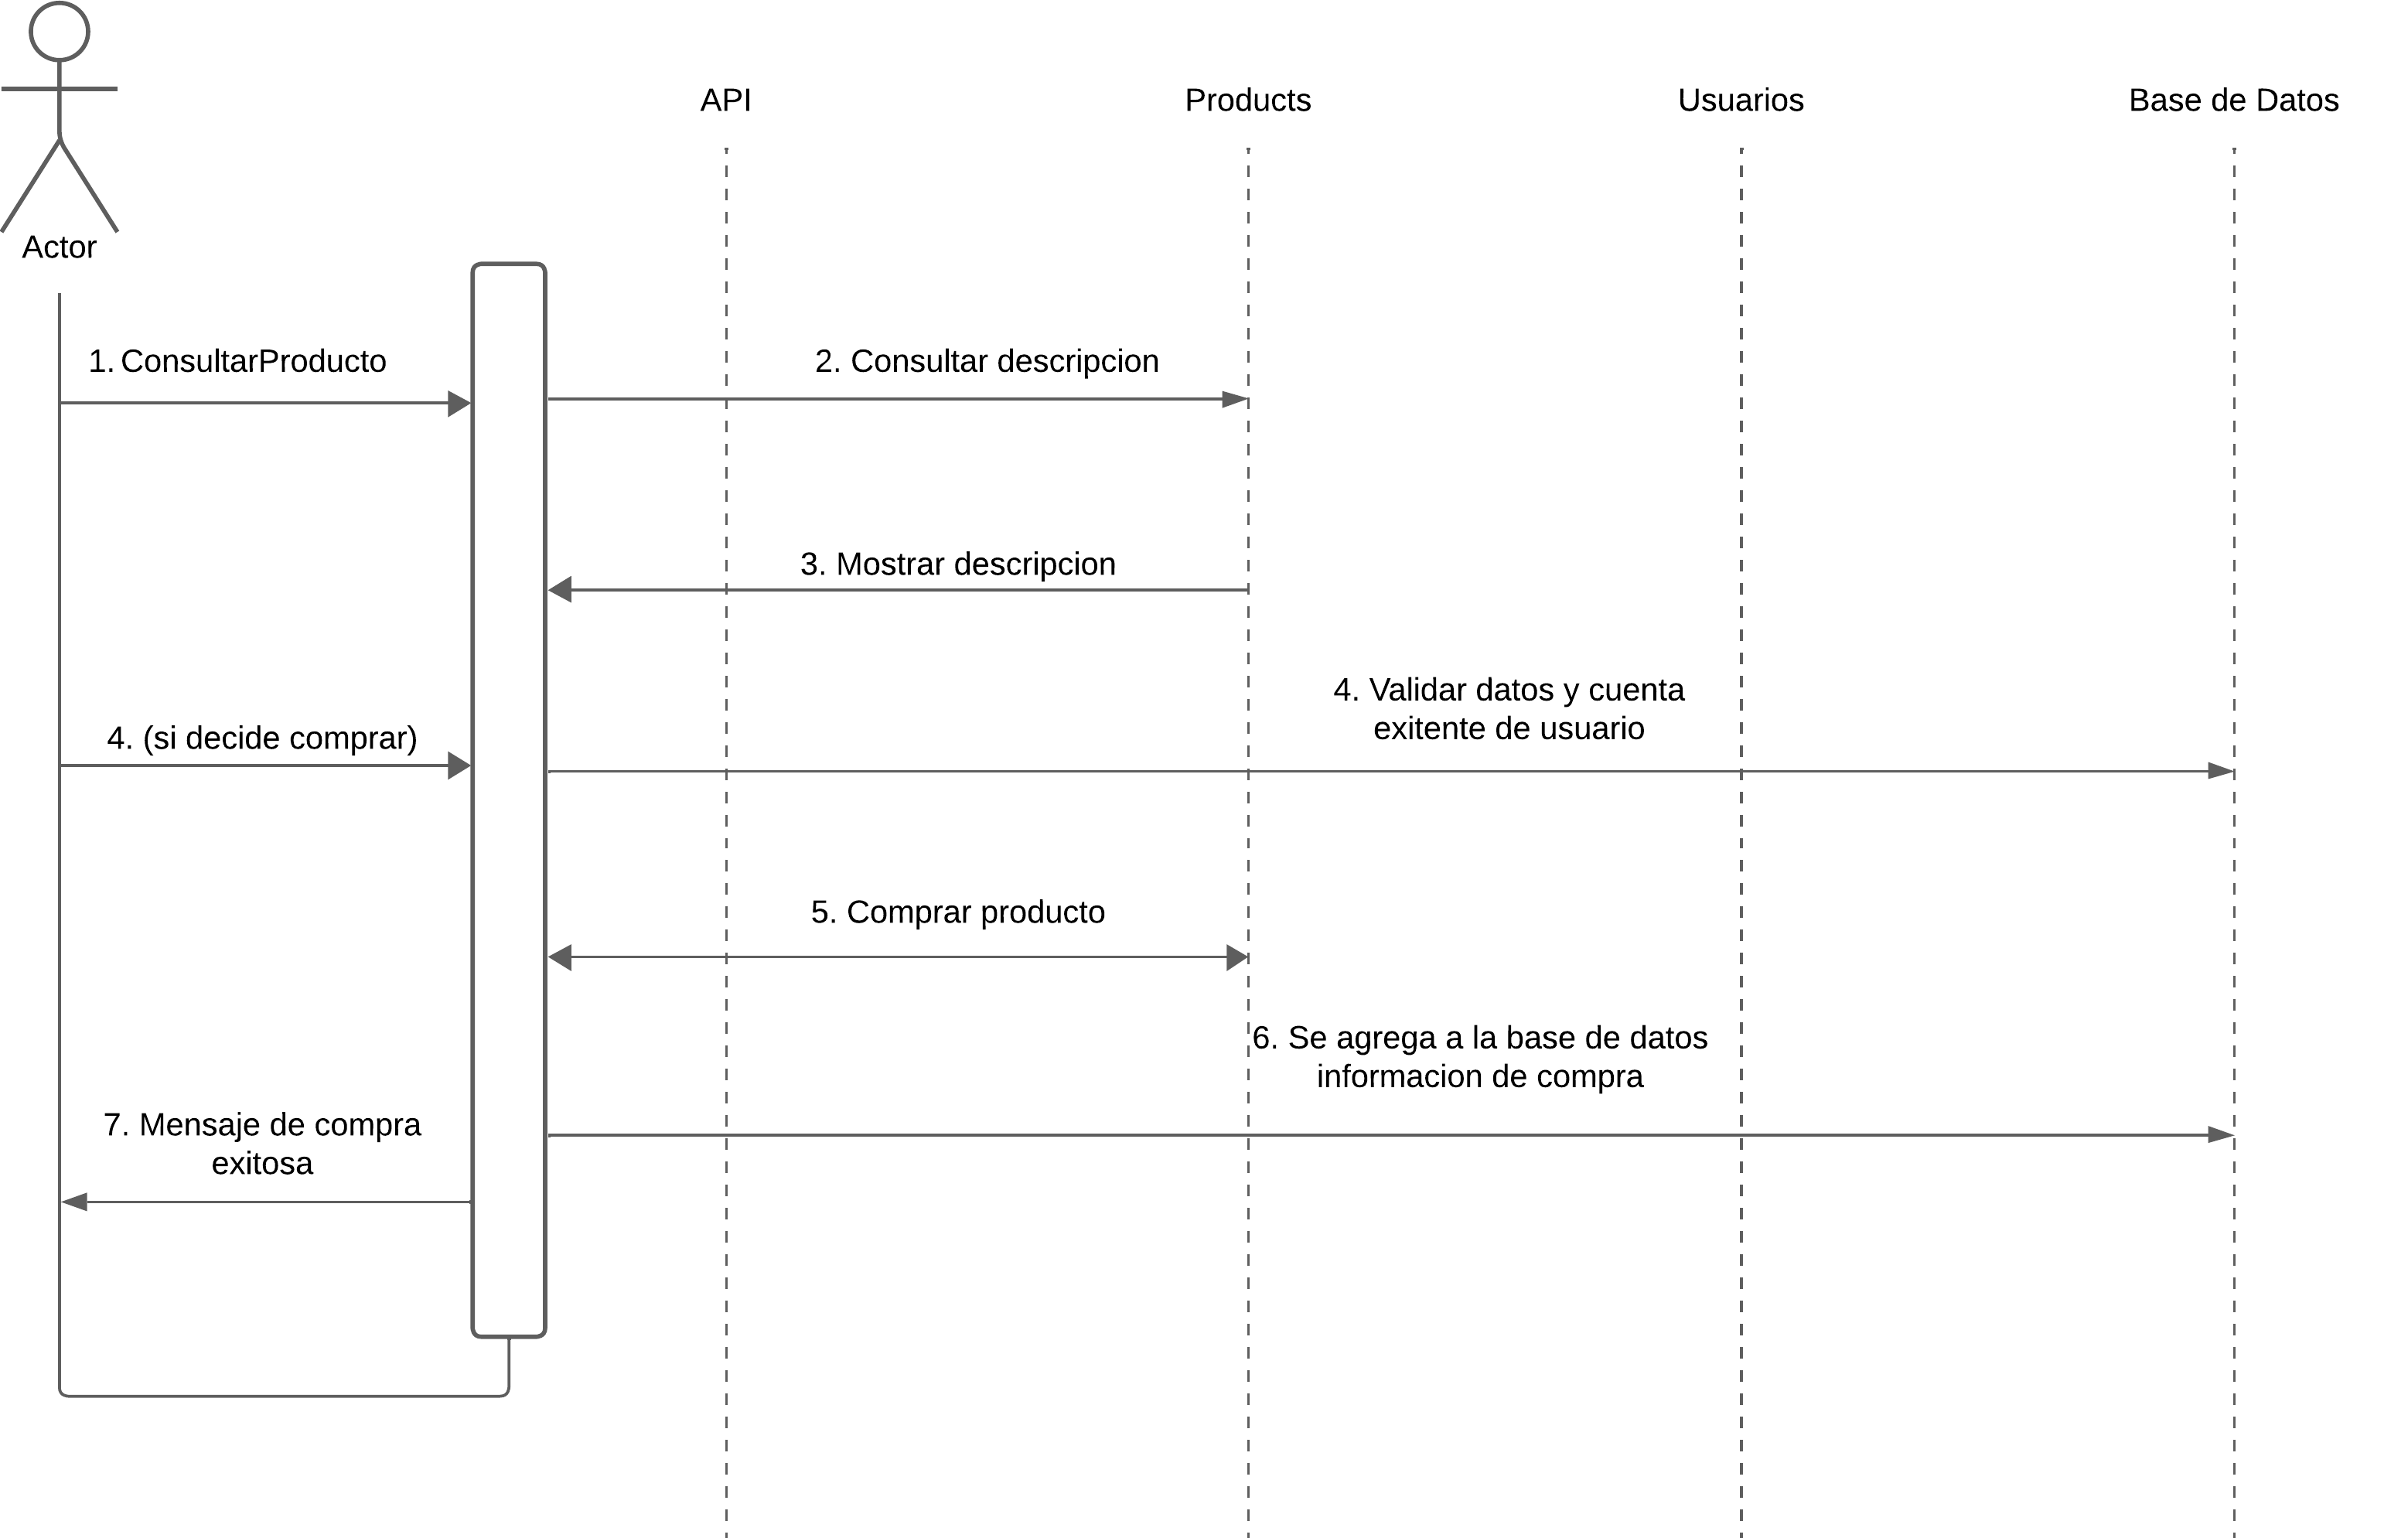 API
Products
Usuarios
Base de Datos
Actor
1. ConsultarProducto
2. Consultar descripcion
3. Mostrar descripcion
4. Validar datos y cuenta
exitente de usuario
4. (si decide comprar)
5. Comprar producto
6. Se agrega a la base de datos
informacion de compra
7. Mensaje de compra
exitosa